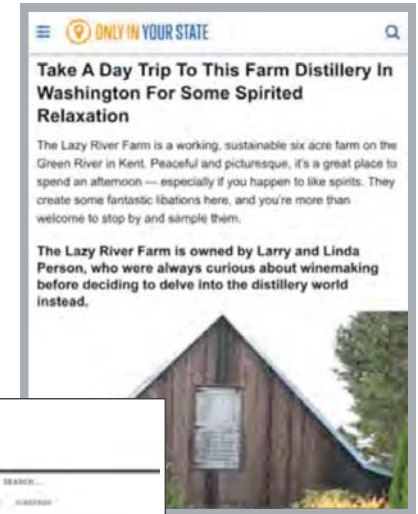 ONLY IN YOUR STATE
Take A Day Trip To This Farm Distillery In
Washington For Some Spirited
Relaxation
The Lazy River Farm is a working, sustainable six acre farm on the
Green River in Kent. Peaceful and picturesque, it's a great place to
spend an afternoon — especially if you happen to like spirits. They
create some fantastic libations here, and you're more than
welcome to stop by and sample them.
The Lazy River Farm is owned by Larry and Linda
Person, who were always curious about winemaking
before deciding to delve into the distillery world
instead.
SEARCH...